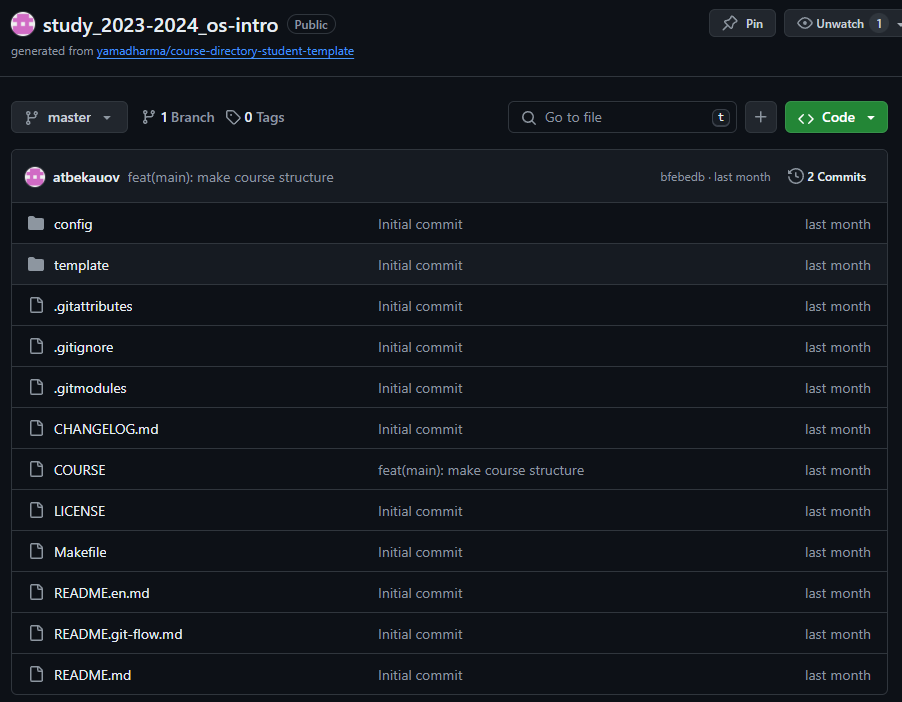 study_2023-2024_os-intro Public Pin Unwatch 1
generated from yamadharma/course-directory-student-template
master 1 Branch 0 Tags Go to file t Code
atbekauov feat(main): make course structure bfebedb · last month 2 Commits
config Initial commit last month
template Initial commit last month
.gitattributes Initial commit last month
.gitignore Initial commit last month
.gitmodules Initial commit last month
CHANGELOG.md Initial commit last month
COURSE feat(main): make course structure last month
LICENSE Initial commit last month
Makefile Initial commit last month
README.en.md Initial commit last month
README.git-flow.md Initial commit last month
README.md Initial commit last month